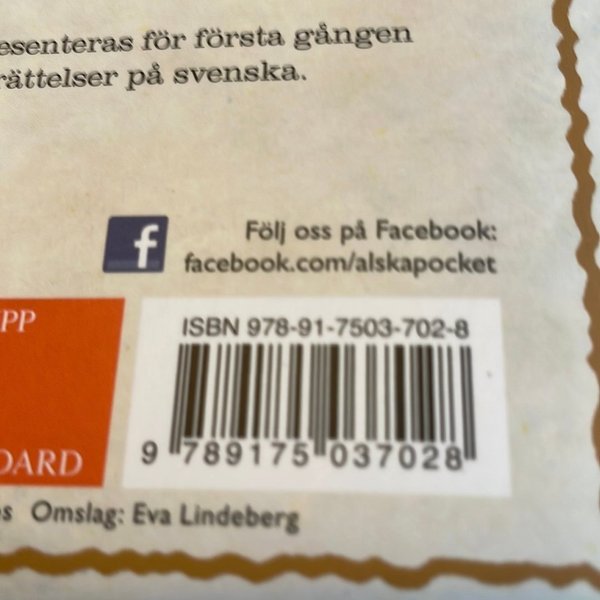 esenteras för första gången
rättelser på svenska.
f
Följ oss på Facebook:
facebook.com/alskapocket
PP
ISBN 978-91-7503-702-8
DARD
9 789175 037028
s Omslag: Eva Lindeberg